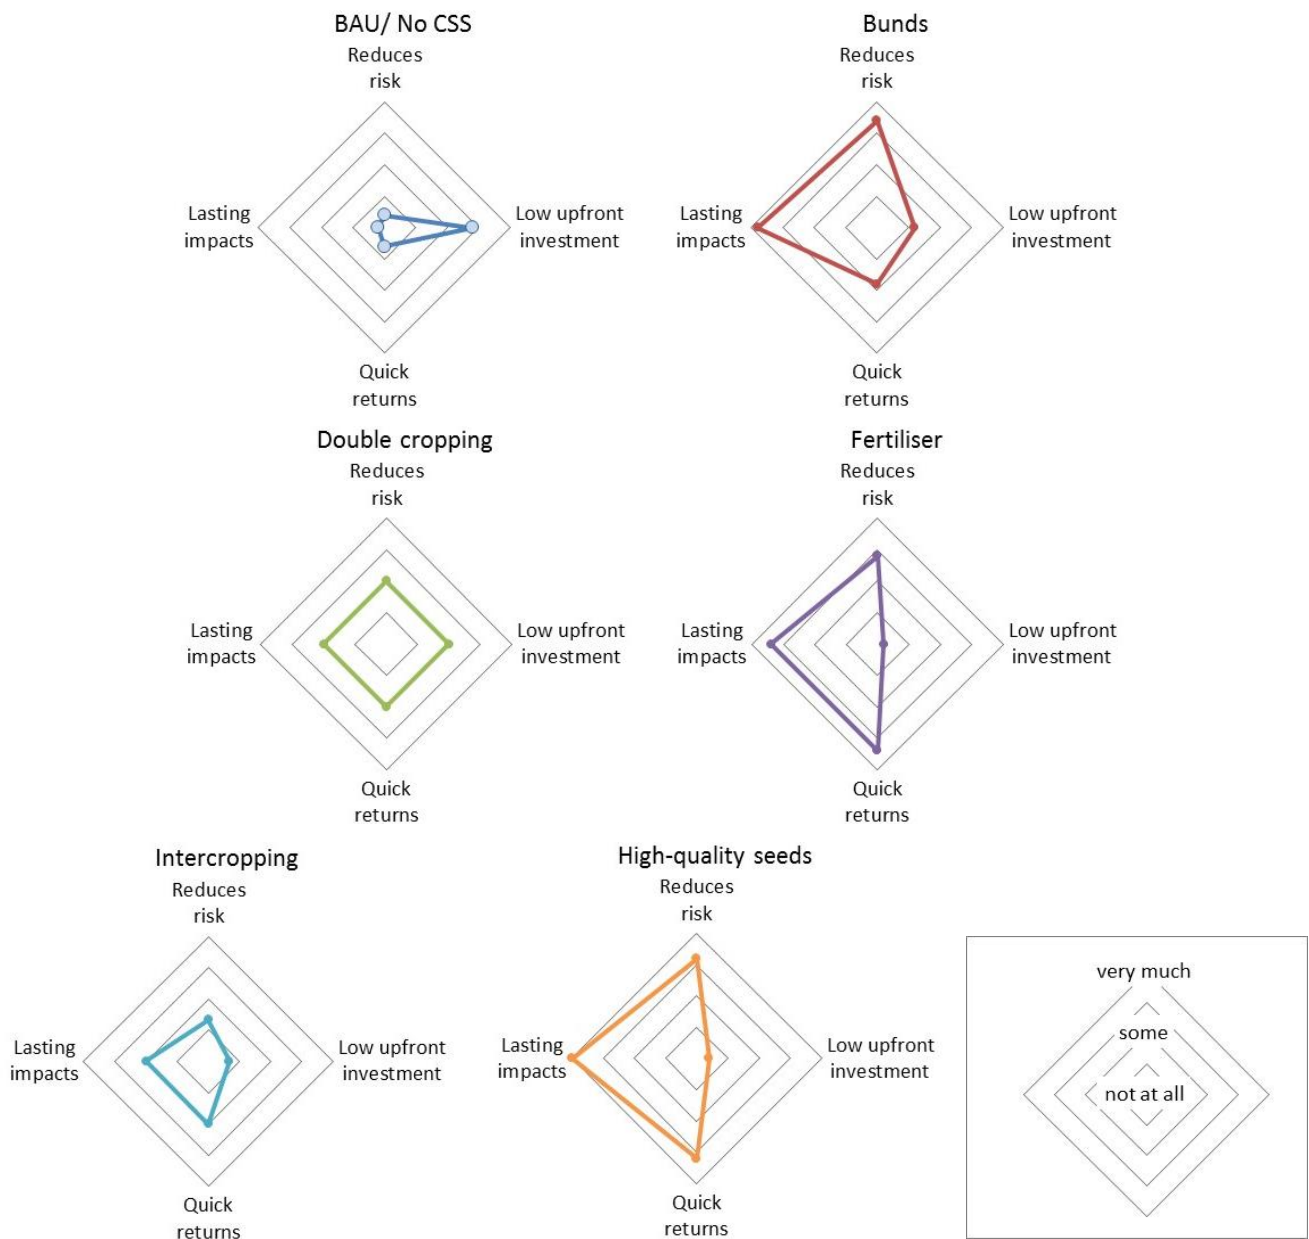 BAU/ No CSS
Reduces
risk
Lasting
impacts
Low upfront
investment
Quick
returns
Bunds
Reduces
risk
Lasting
impacts
Low upfront
investment
Quick
returns
Double cropping
Reduces
risk
Lasting
impacts
Low upfront
investment
Quick
returns
Fertiliser
Reduces
risk
Lasting
impacts
Low upfront
investment
Quick
returns
Intercropping
Reduces
risk
Lasting
impacts
Low upfront
investment
Quick
returns
High-quality seeds
Reduces
risk
Lasting
impacts
Low upfront
investment
Quick
returns
very much
some
not at all